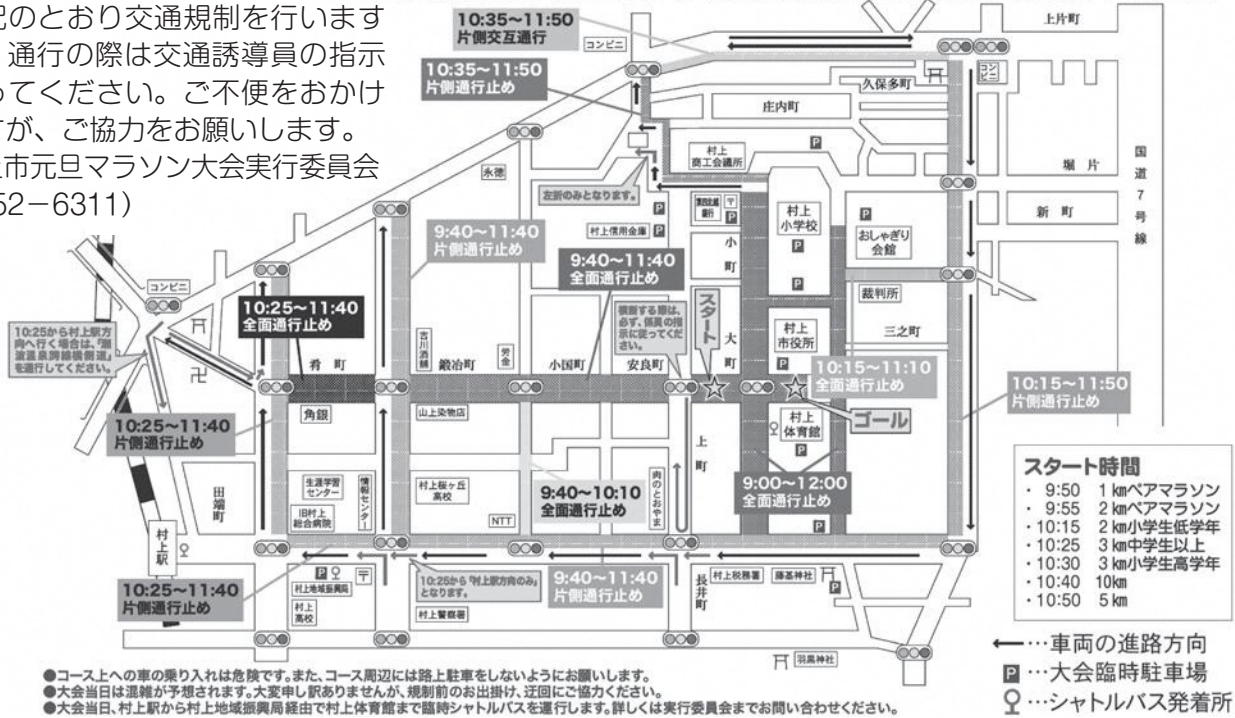 記のとおり交通規制を行います
通行の際は交通誘導員の指示
ってください。ご不便をおかけ
すが、ご協力をお願いします。
市元旦マラソン大会実行委員会
52−6311）
10:35〜11:50
片側交互通行
コンビニ
上片町
10:35〜11:50
片側通行止め
コンビニ
久保多町
庄内町
村上
商工会議所
永徳
堀片
国道7号線
左折のみとなります。
新町
村上
小学校
おしゃぎり
会館
9:40〜11:40
片側通行止め
村上信用金庫
小町
9:40〜11:40
全面通行止め
コンビニ
10:25〜11:40
全面通行止め
横断する際は、
必ず、係員の指
示に従ってくだ
さい。
スタート
大町
裁判所
三之町
村上
市役所
10:25から村上駅方
向へ行く場合は、「瀬
波温泉跨線橋側道」
を通行してください。
肴町
吉川酒舗
鍛冶町
労金
小国町
安良町
10:15〜11:10
全面通行止め
10:15〜11:50
片側通行止め
10:25〜11:40
片側通行止め
角銀
山上染物店
上町
村上
体育館
ゴール
田端町
生涯学習
センター
情報センター
旧村上
総合病院
村上桜ヶ丘
高校
NTT
9:40〜10:10
全面通行止め
肉のとおやま
9:00〜12:00
全面通行止め
スタート時間
・ 9:50 1㎞ペアマラソン
・ 9:55 2㎞ペアマラソン
・10:15 2㎞小学生低学年
・10:25 3㎞中学生以上
・10:30 3㎞小学生高学年
・10:40 10㎞
・10:50 5㎞
村上駅
10:25〜11:40
片側通行止め
村上地域振興局
村上
高校
10:25から「村上駅方向のみ」
となります。
村上警察署
9:40〜11:40
片側通行止め
長井町
村上税務署
藤基神社
羽黒神社
←…車両の進路方向
P…大会臨時駐車場
…シャトルバス発着所
●コース上への車の乗り入れは危険です。また、コース周辺には路上駐車をしないようにお願いします。
●大会当日は混雑が予想されます。大変申し訳ありませんが、規制前のお出掛け、迂回にご協力ください。
●大会当日、村上駅から村上地域振興局経由で村上体育館まで臨時シャトルバスを運行します。詳しくは実行委員会までお問い合わせください。